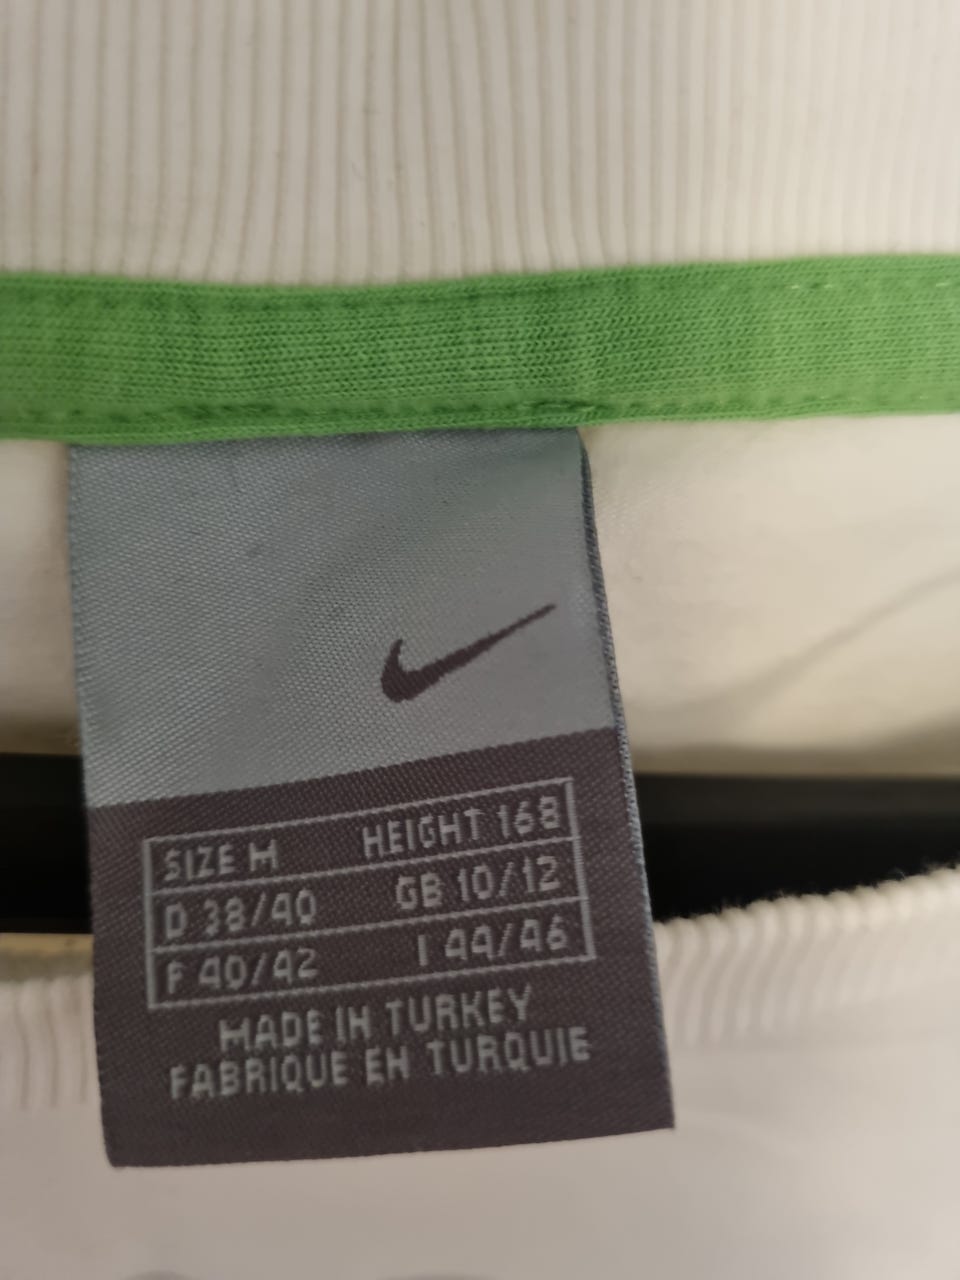 SIZE M HEIGHT 168
D 38/40 GB 10/12
F 40/42 I 44/46
MADE IN TURKEY
FABRIQUE EN TURQUIE